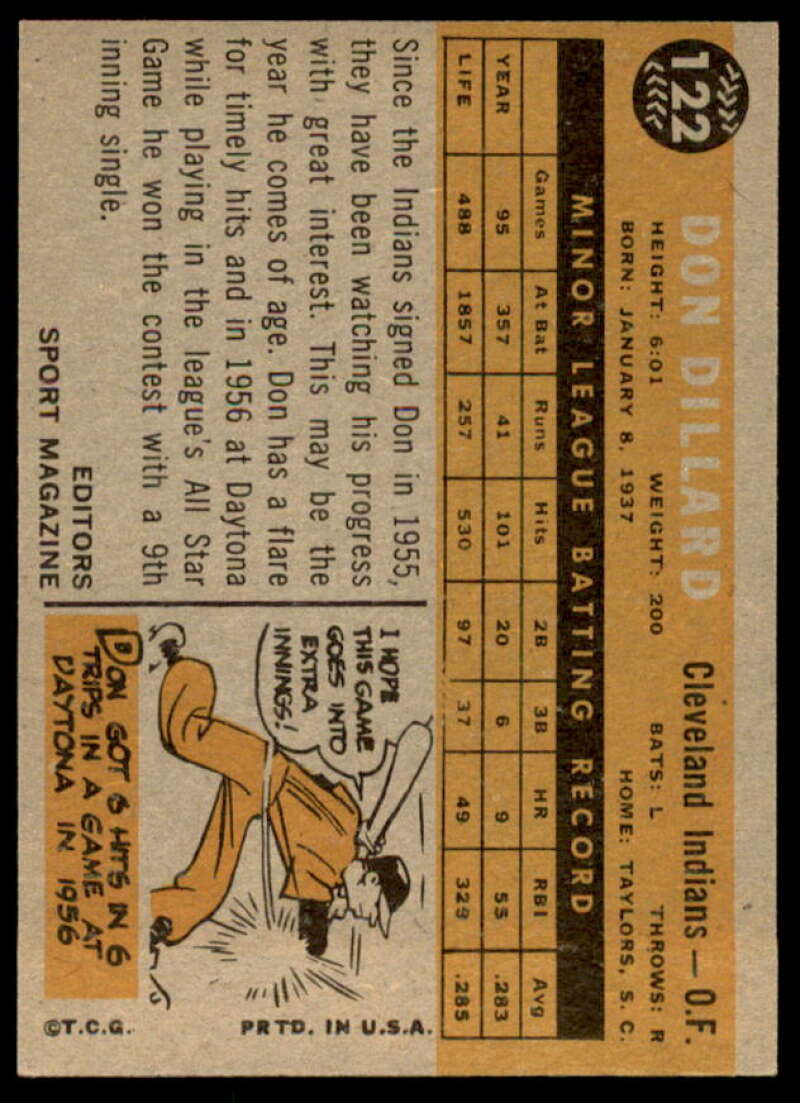 122
DON DILLARD Cleveland Indians — O.F.
HEIGHT: 6:01 WEIGHT: 200 BATS: L THROWS: R
BORN: JANUARY 8, 1937 HOME: TAYLORS, S. C.
MINOR LEAGUE BATTING RECORD
Games At Bat Runs Hits 2B 3B HR RBI Avg
YEAR 95 357 41 101 20 6 9 55 .283
LIFE 488 1857 257 530 97 37 49 329 .285
Since the Indians signed Don in 1955,
they have been watching his progress
with great interest. This may be the
year he comes of age. Don has a flare
for timely hits and in 1956 at Daytona
while playing in the league's All Star
Game he won the contest with a 9th
inning single.
EDITORS
SPORT MAGAZINE
I HOPE
THIS GAME
GOES INTO
EXTRA
INNINGS!
DON GOT 6 HITS IN 6
TRIPS IN A GAME AT
DAYTONA IN 1956
©T.C.G. PRTD. IN U.S.A.